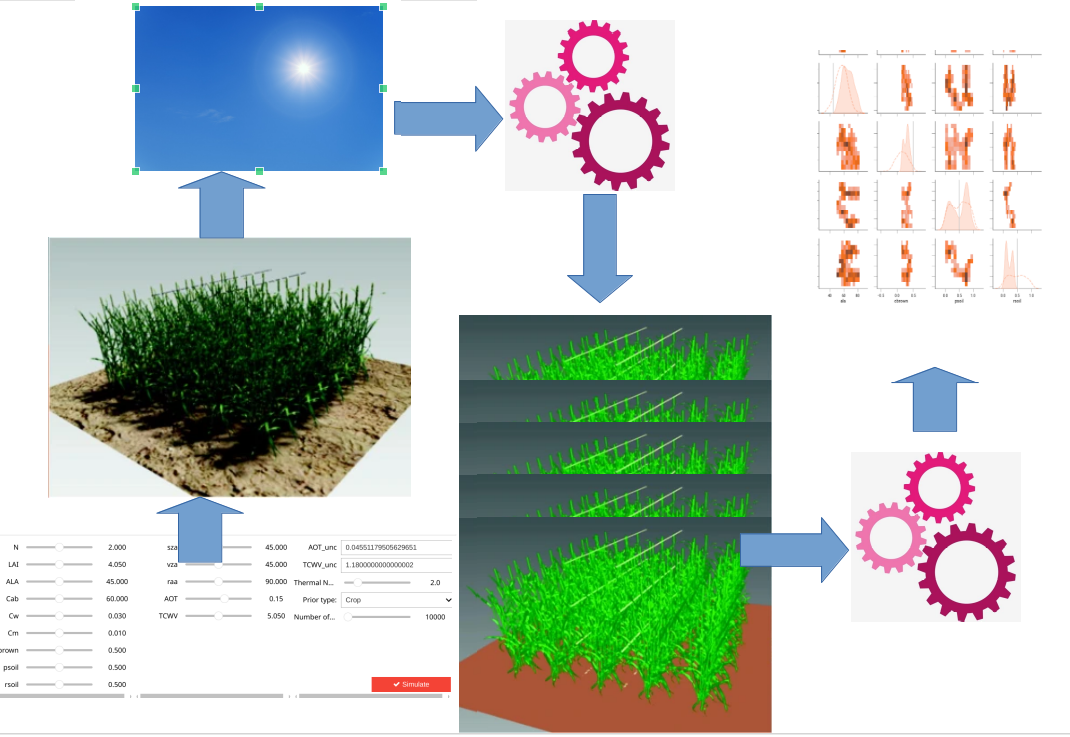 N 2.000
LAI 4.050
ALA 45.000
Cab 60.000
Cw 0.030
Cm 0.010
rown 0.500
psoil 0.500
rsoil 0.500
sza 45.000
vza 45.000
raa 90.000
AOT 0.15
TCWV 5.050
AOT_unc 0.04551179505629651
TCWV_unc 1.1800000000000002
Thermal N... 2.0
Prior type: Crop
Number of... 10000
Simulate
ala
cbrown
psoil
rsoil